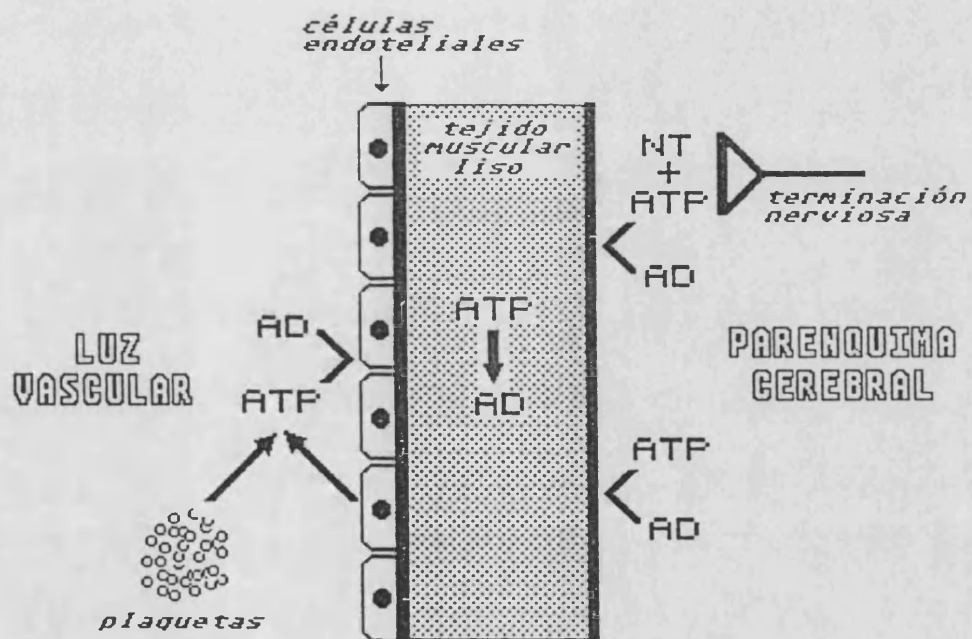 células
endoteliales
tejido
muscular
liso
NT
+
ATP
terminación
nerviosa
AD
AD
ATP
ATP
AD
LUZ
VASCULAR
PARENQUIMA
CEREBRAL
ATP
AD
plaquetas